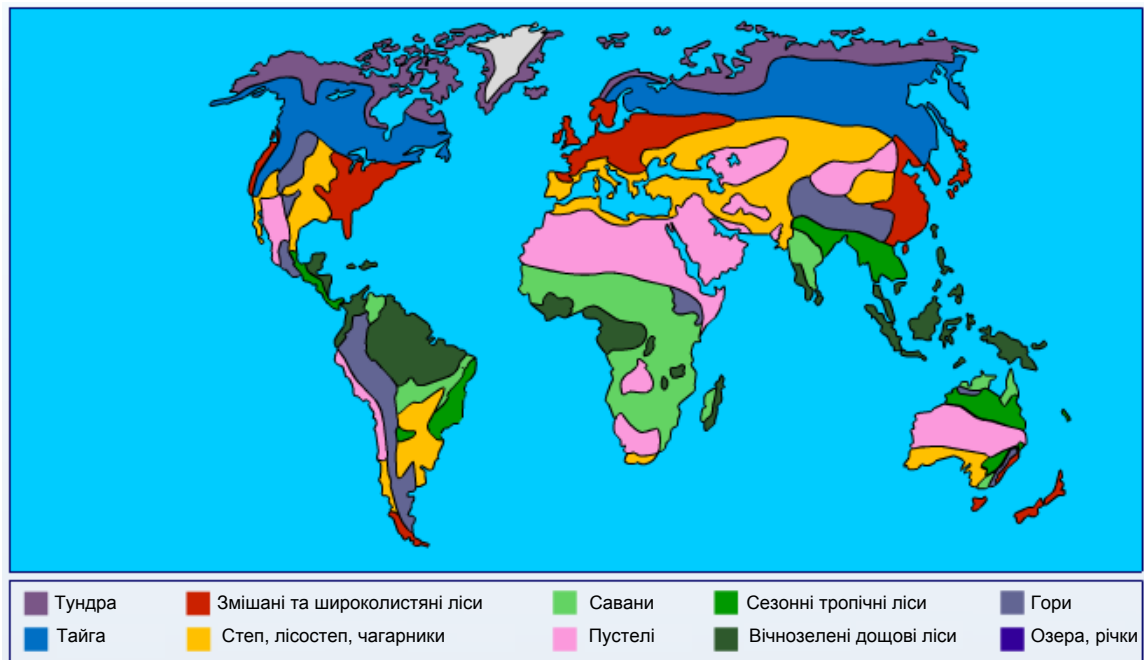 Тундра Змішані та широколистяні ліси Савани Сезонні тропічні ліси Гори
Тайга Степ, лісостеп, чагарники Пустелі Вічнозелені дощові ліси Озера, річки